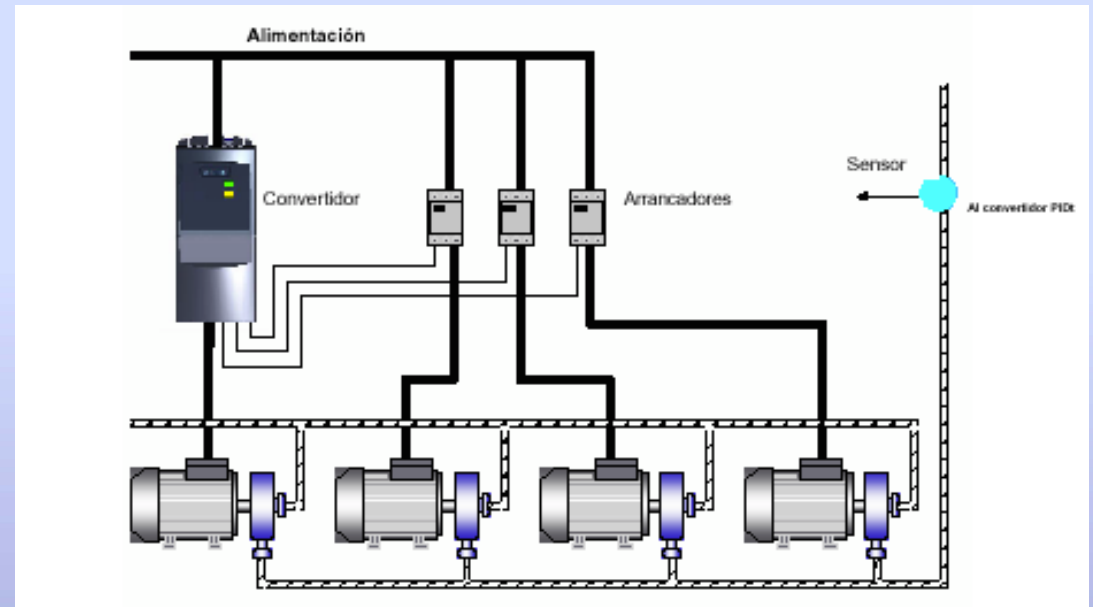 Alimentación
Sensor
Convertidor
Arrancadores
Al convertidor PIDt